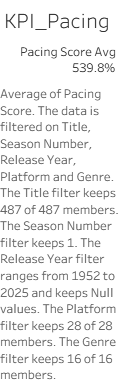 KPI_Pacing
Pacing Score Avg
539.8%
Average of Pacing
Score. The data is
filtered on Title,
Season Number,
Release Year,
Platform and Genre.
The Title filter keeps
487 of 487 members.
The Season Number
filter keeps 1. The
Release Year filter
ranges from 1952 to
2025 and keeps Null
values. The Platform
filter keeps 28 of 28
members. The Genre
filter keeps 16 of 16
members.